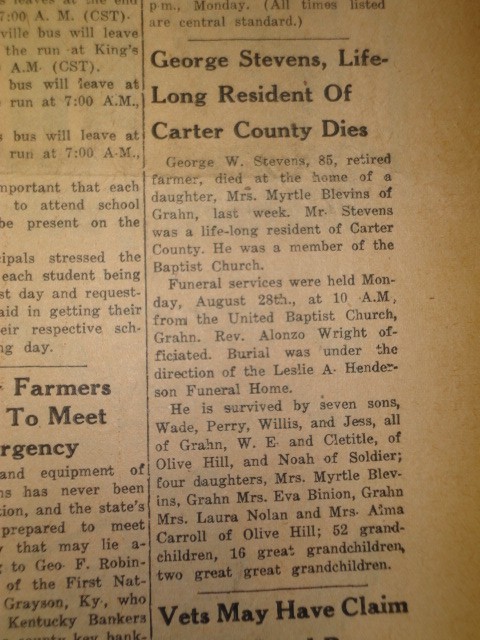 leaves at the end
7:00 A. M. (CST).
ville bus will leave
the run at King's
A.M. (CST).
bus will leave at
run at 7:00 A.M.,
bus will leave at
run at 7:00 A.M.,
important that each
to attend school
be present on the
cipals stressed the
each student being
st day and request-
aid in getting their
eir respective sch-
ng day.
Farmers
To Meet
rgency
and equipment of
ns has never been
tion, and the state's
prepared to meet
y that may lie a-
g to Geo. F. Robin-
of the First Nat-
Grayson, Ky., who
Kentucky Bankers
county key bank-
p.m., Monday. (All times listed
are central standard.)
George Stevens, Life-
Long Resident Of
Carter County Dies
George W. Stevens, 85, retired
farmer, died at the home of a
daughter, Mrs. Myrtle Blevins of
Grahn, last week. Mr. Stevens
was a life-long resident of Carter
County. He was a member of the
Baptist Church.
Funeral services were held Mon-
day, August 28th., at 10 A.M,
from the United Baptist Church,
Grahn. Rev. Alonzo Wright of-
ficiated. Burial was under the
direction of the Leslie A. Hender-
son Funeral Home.
He is survived by seven sons,
Wade, Perry, Willis, and Jess, all
of Grahn, W. E. and Cletitle, of
Olive Hill, and Noah of Soldier;
four daughters, Mrs. Myrtle Blev-
ins, Grahn Mrs. Eva Binion, Grahn
Mrs. Laura Nolan and Mrs. Alma
Carroll of Olive Hill; 52 grand-
children, 16 great grandchildren,
two great great grandchildren.
Vets May Have Claim